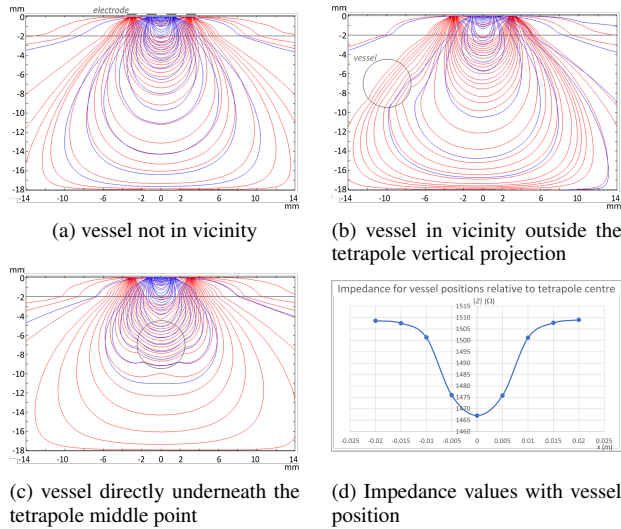 mm
electrode
0
-2
-4
-6
-8
-10
-12
-14
-16
-18
-14 -10 -6 -2 0 2 6 10 14
mm
(a) vessel not in vicinity
mm
0
-2
vessel
-4
-6
-8
-10
-12
-14
-16
-18
-14 -10 -6 -2 0 2 6 10 14
mm
(b) vessel in vicinity outside the
tetrapole vertical projection
mm
0
-2
-4
-6
-8
-10
-12
-14
-16
-18
-14 -10 -6 -2 0 2 6 10 14
mm
(c) vessel directly underneath the
tetrapole middle point
Impedance for vessel positions relative to tetrapole centre
|Z| (Ω)
1515
1510
1505
1500
1495
1490
1485
1480
1475
1470
1465
1460
-0.025 -0.02 -0.015 -0.01 -0.005 0 0.005 0.01 0.015 0.02 0.025
x (m)
(d) Impedance values with vessel
position